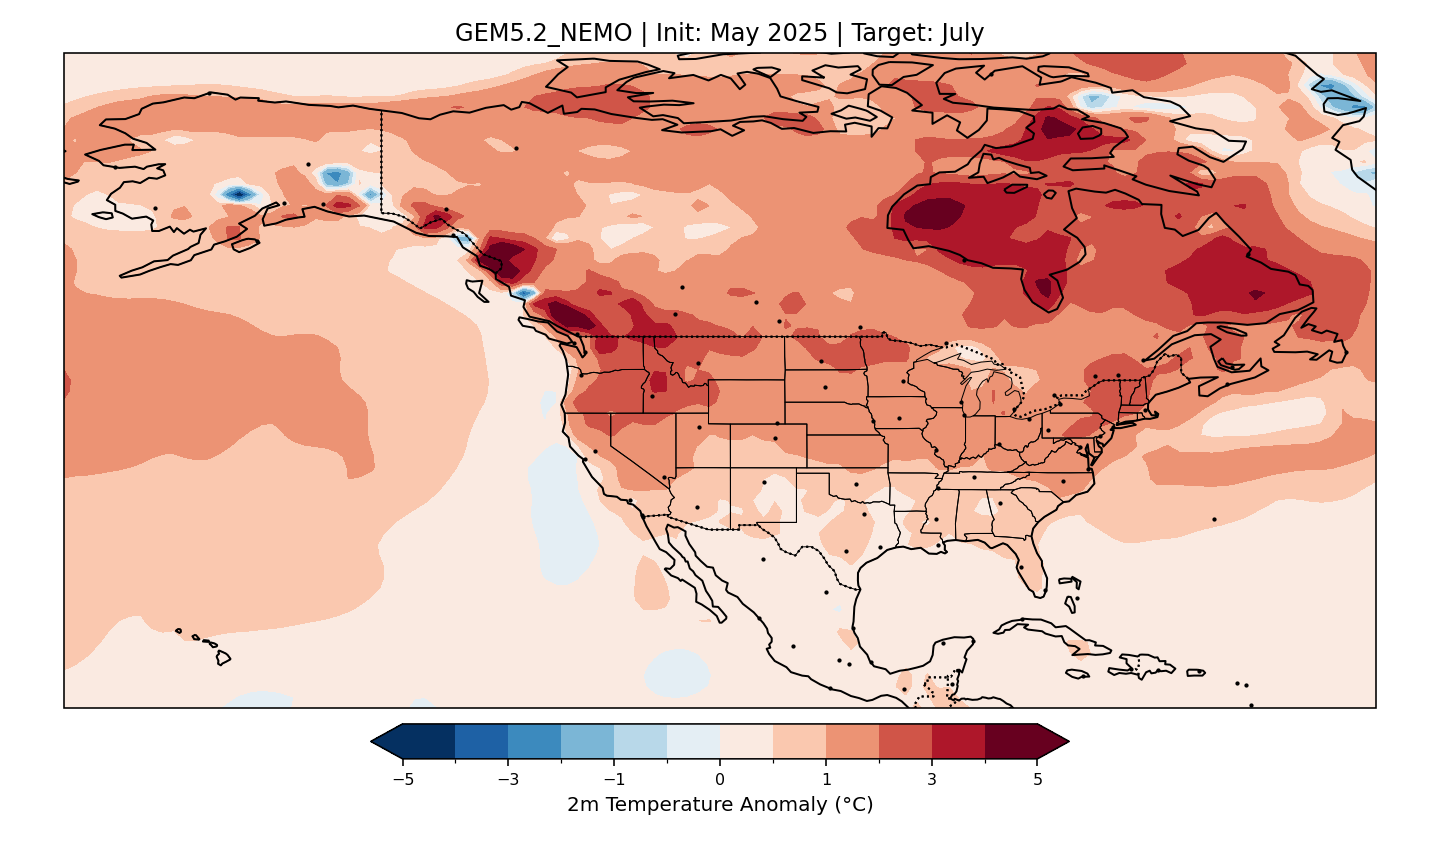 GEM5.2_NEMO | Init: May 2025 | Target: July
−5 −3 −1 0 1 3 5
2m Temperature Anomaly (°C)